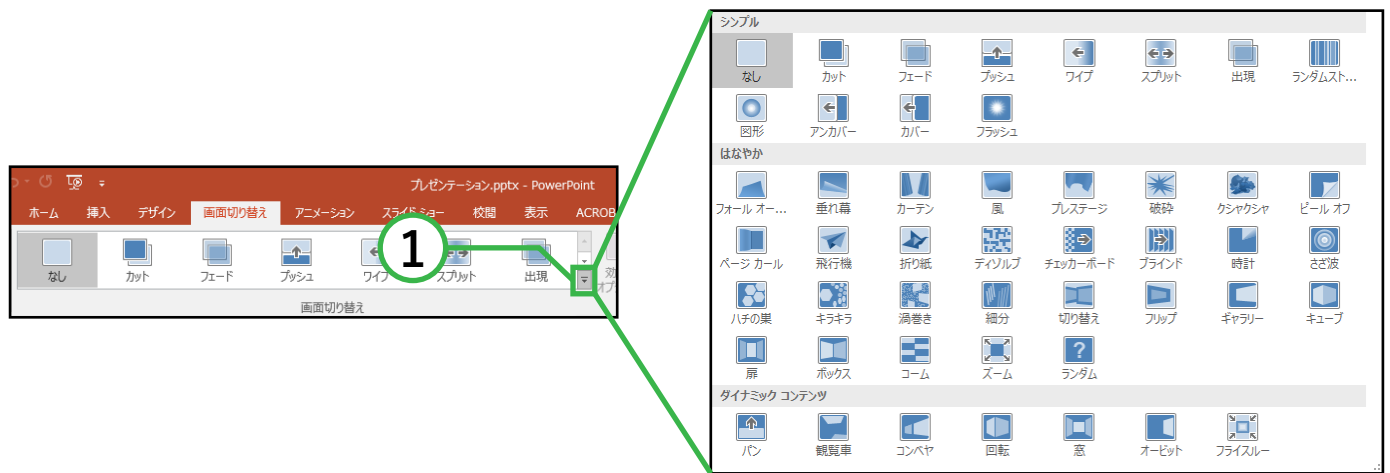 プレゼンテーション.pptx - PowerPoint
ホーム 挿入 デザイン 画面切り替え アニメーション スライド ショー 校閲 表示 ACROB
なし カット フェード プッシュ ワイプ スプリット 出現
1
画面切り替え
シンプル
なし カット フェード プッシュ ワイプ スプリット 出現 ランダムスト...
図形 アンカバー カバー フラッシュ
はなやか
フォール オー... 垂れ幕 カーテン 風 プレステージ 破砕 クシャクシャ ピール オフ
ページ カール 飛行機 折り紙 ディゾルブ チェッカーボード ブラインド 時計 さざ波
ハチの巣 キラキラ 渦巻き 細分 切り替え フリップ ギャラリー キューブ
扉 ボックス コーム ズーム ランダム
ダイナミック コンテンツ
パン 観覧車 コンベヤ 回転 窓 オービット フライスルー